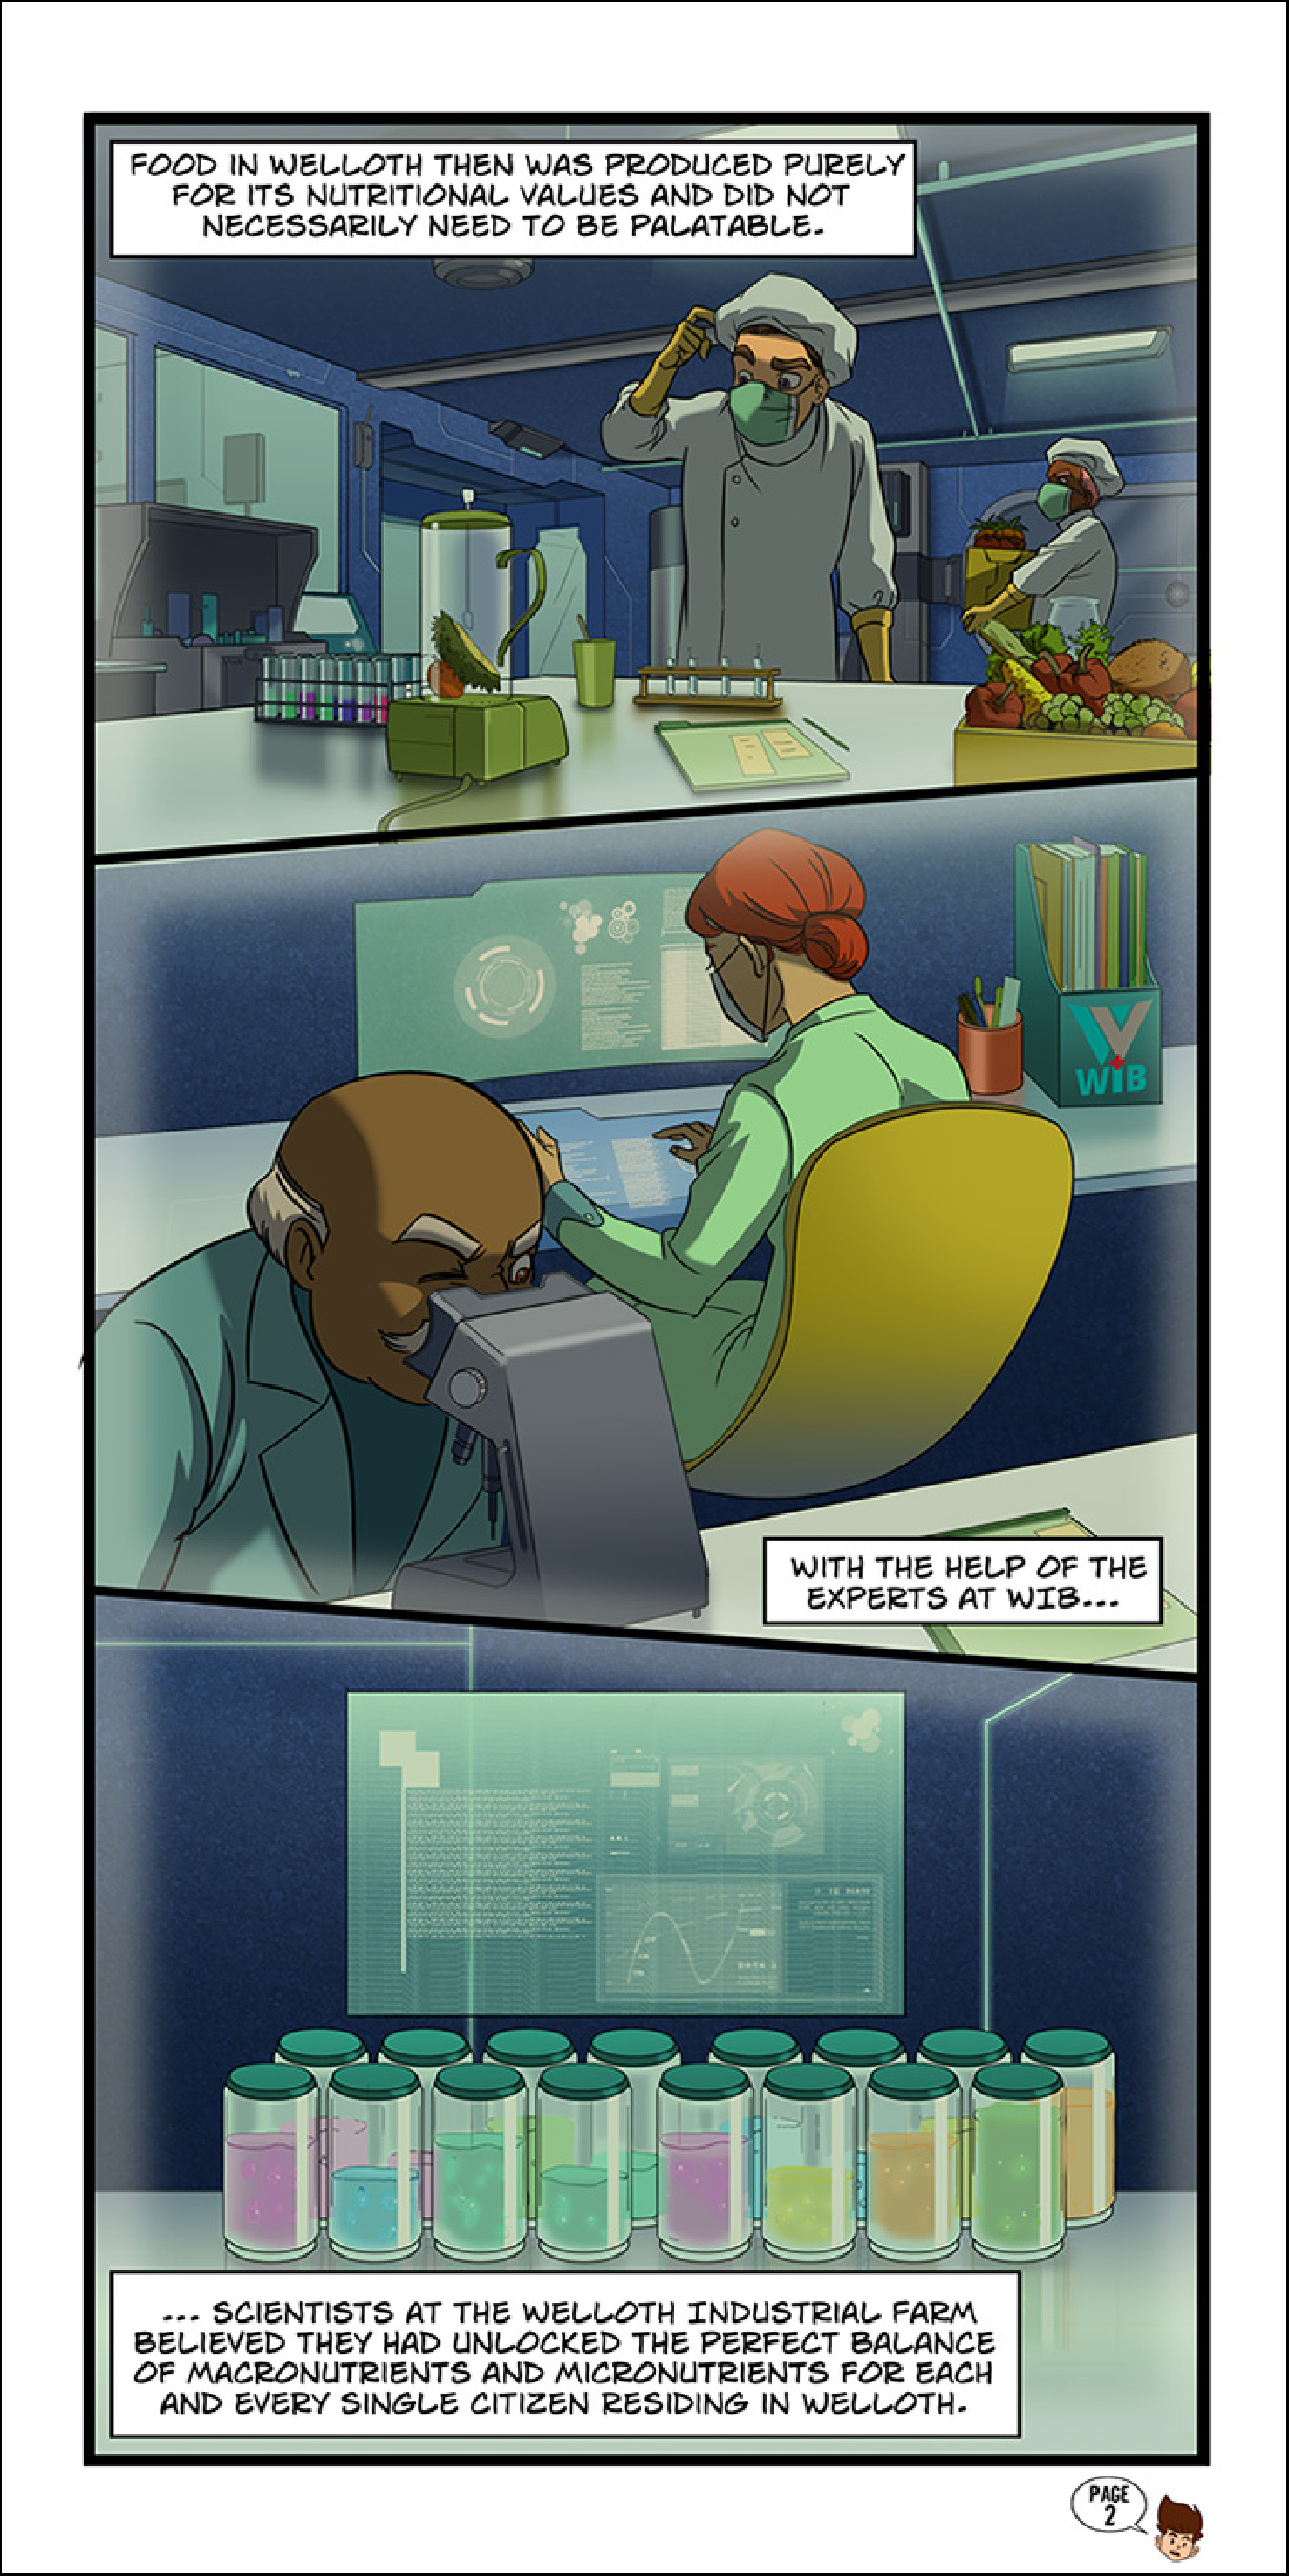 FOOD IN WELLOTH THEN WAS PRODUCED PURELY
FOR ITS NUTRITIONAL VALUES AND DID NOT
NECESSARILY NEED TO BE PALATABLE.
WIB
WITH THE HELP OF THE
EXPERTS AT WIB...
DATA
... SCIENTISTS AT THE WELLOTH INDUSTRIAL FARM
BELIEVED THEY HAD UNLOCKED THE PERFECT BALANCE
OF MACRONUTRIENTS AND MICRONUTRIENTS FOR EACH
AND EVERY SINGLE CITIZEN RESIDING IN WELLOTH.
PAGE
2